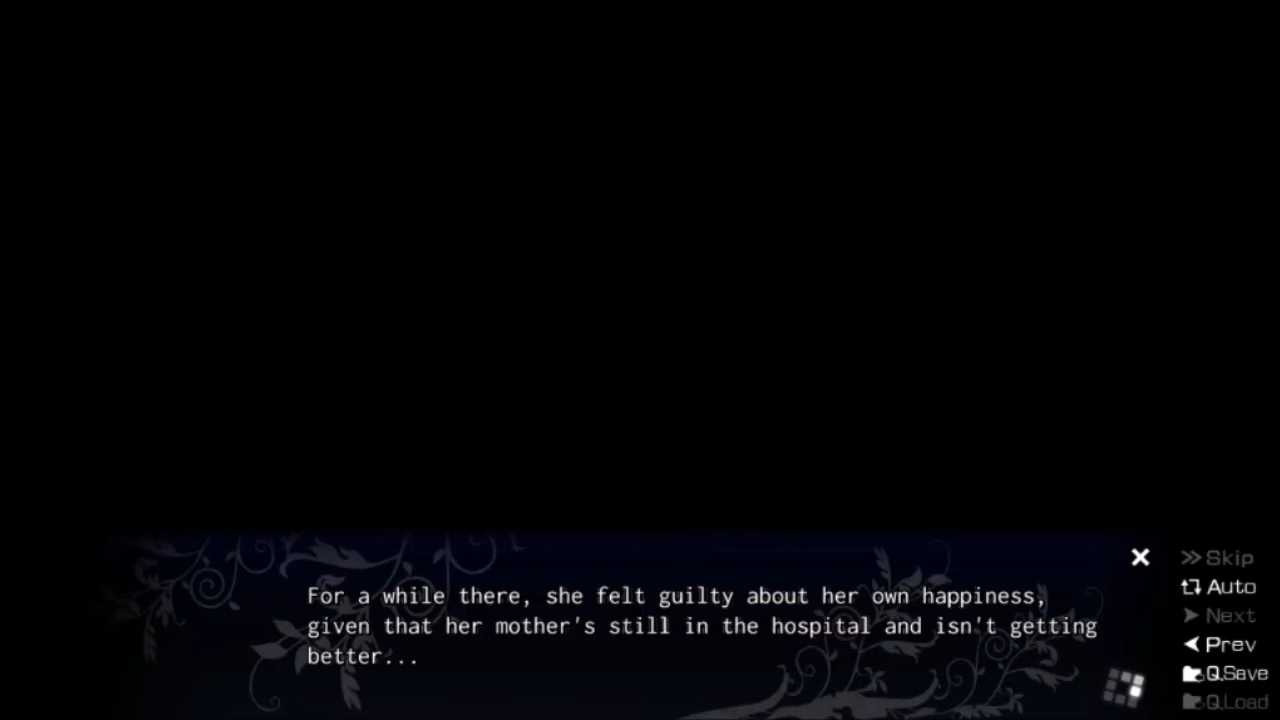 For a while there, she felt guilty about her own happiness,
given that her mother's still in the hospital and isn't getting
better...
Skip
Auto
Next
Prev
Q.Save
Q.Load